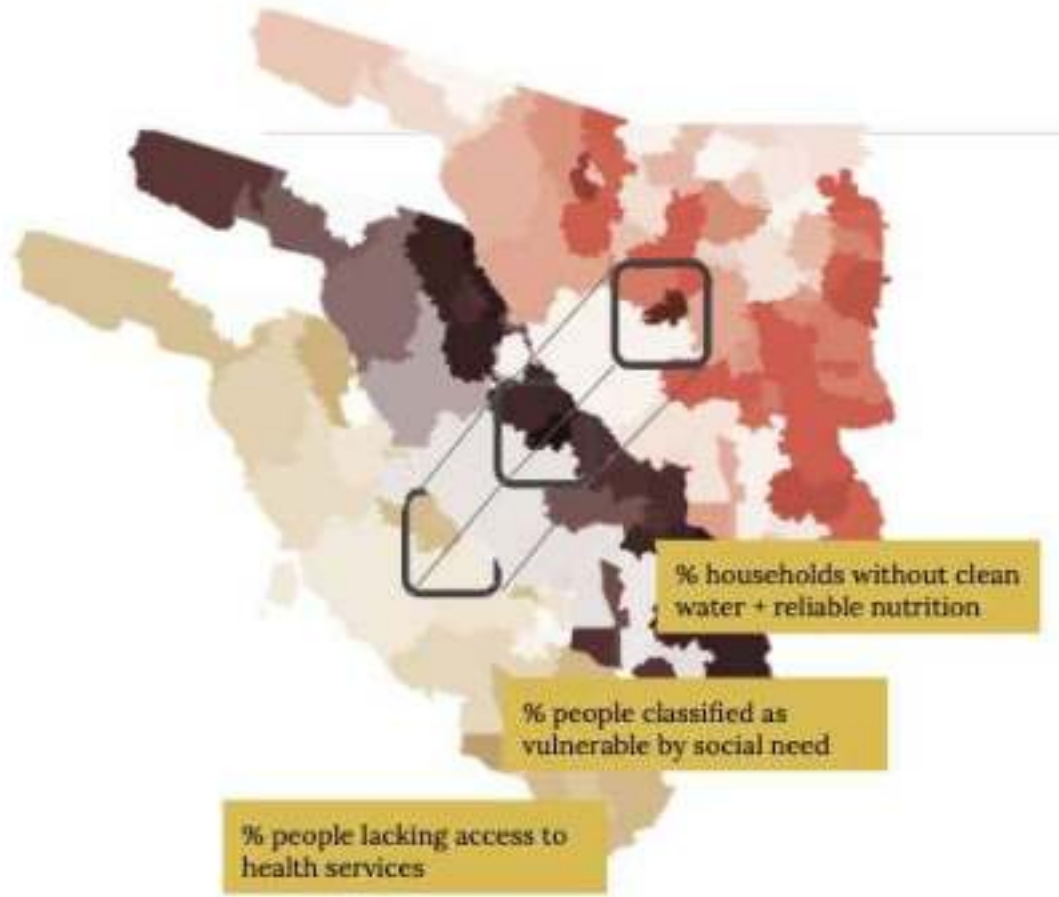 % households without clean
water + reliable nutrition
% people classified as
vulnerable by social need
% people lacking access to
health services